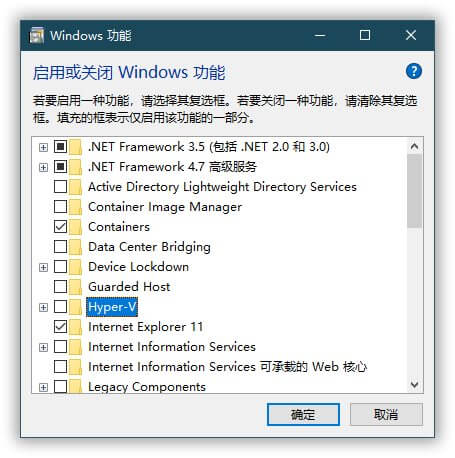 Windows 功能
启用或关闭 Windows 功能
若要启用一种功能，请选择其复选框。若要关闭一种功能，请清除其复选
框。填充的框表示仅启用该功能的一部分。
.NET Framework 3.5 (包括 .NET 2.0 和 3.0)
.NET Framework 4.7 高级服务
Active Directory Lightweight Directory Services
Container Image Manager
Containers
Data Center Bridging
Device Lockdown
Guarded Host
Hyper-V
Internet Explorer 11
Internet Information Services
Internet Information Services 可承载的 Web 核心
Legacy Components
确定
取消